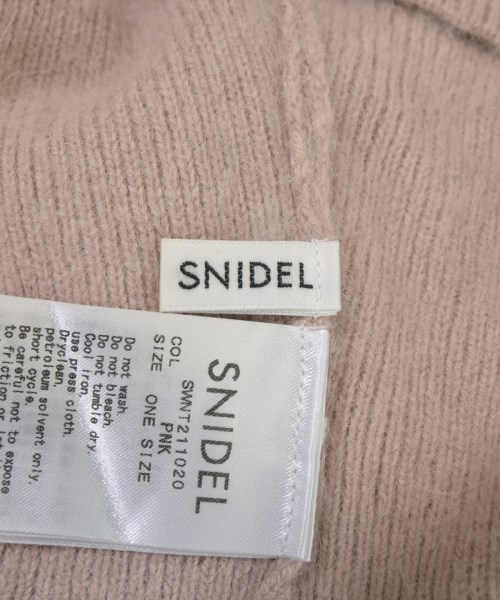 SNIDEL
SNIDEL
SWNT211020
COL PNK
SIZE ONE SIZE
Do not wash.
Do not bleach.
Do not tumble dry.
Cool iron.
use press cloth.
Dryclean.
petroleum solvent only.
short cycle.
Be careful not to expose
to friction or